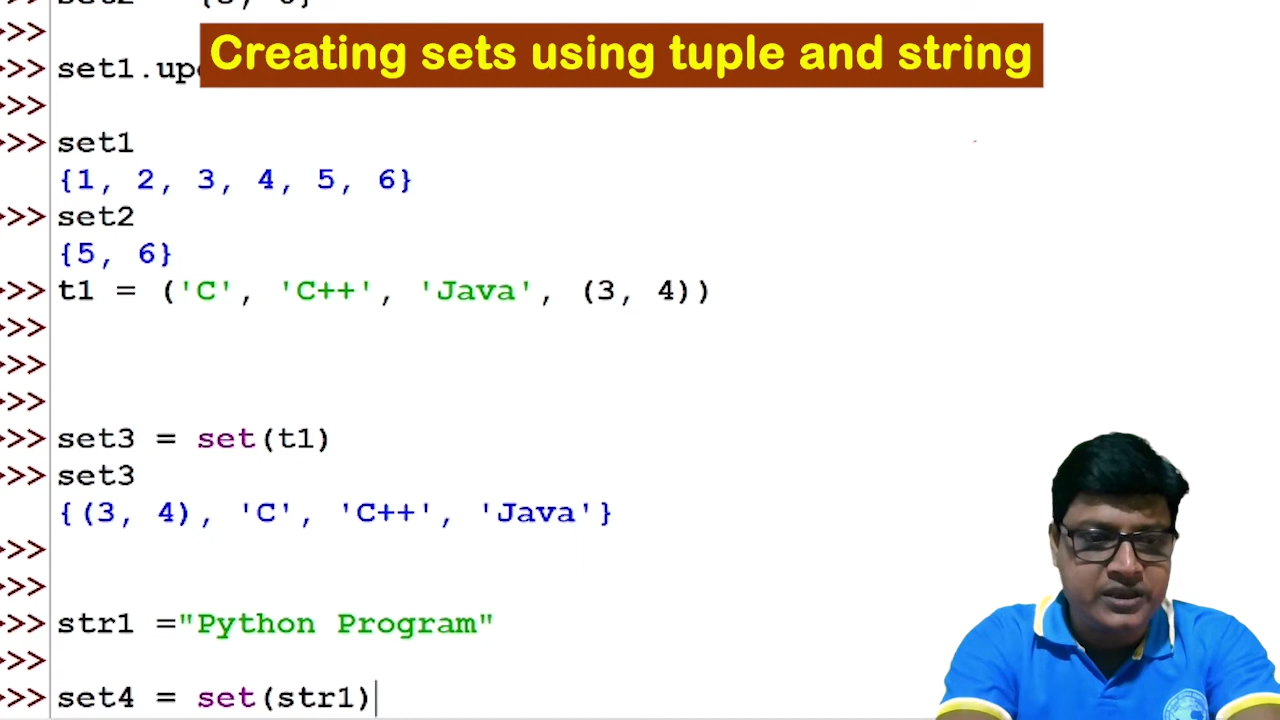 Creating sets using tuple and string
>>>
>>> set1.up
>>>
>>> set1
{1, 2, 3, 4, 5, 6}
>>> set2
{5, 6}
>>> t1 = ('C', 'C++', 'Java', (3, 4))
>>>
>>>
>>>
>>> set3 = set(t1)
>>> set3
{(3, 4), 'C', 'C++', 'Java'}
>>>
>>>
>>> str1 ="Python Program"
>>>
>>> set4 = set(str1)